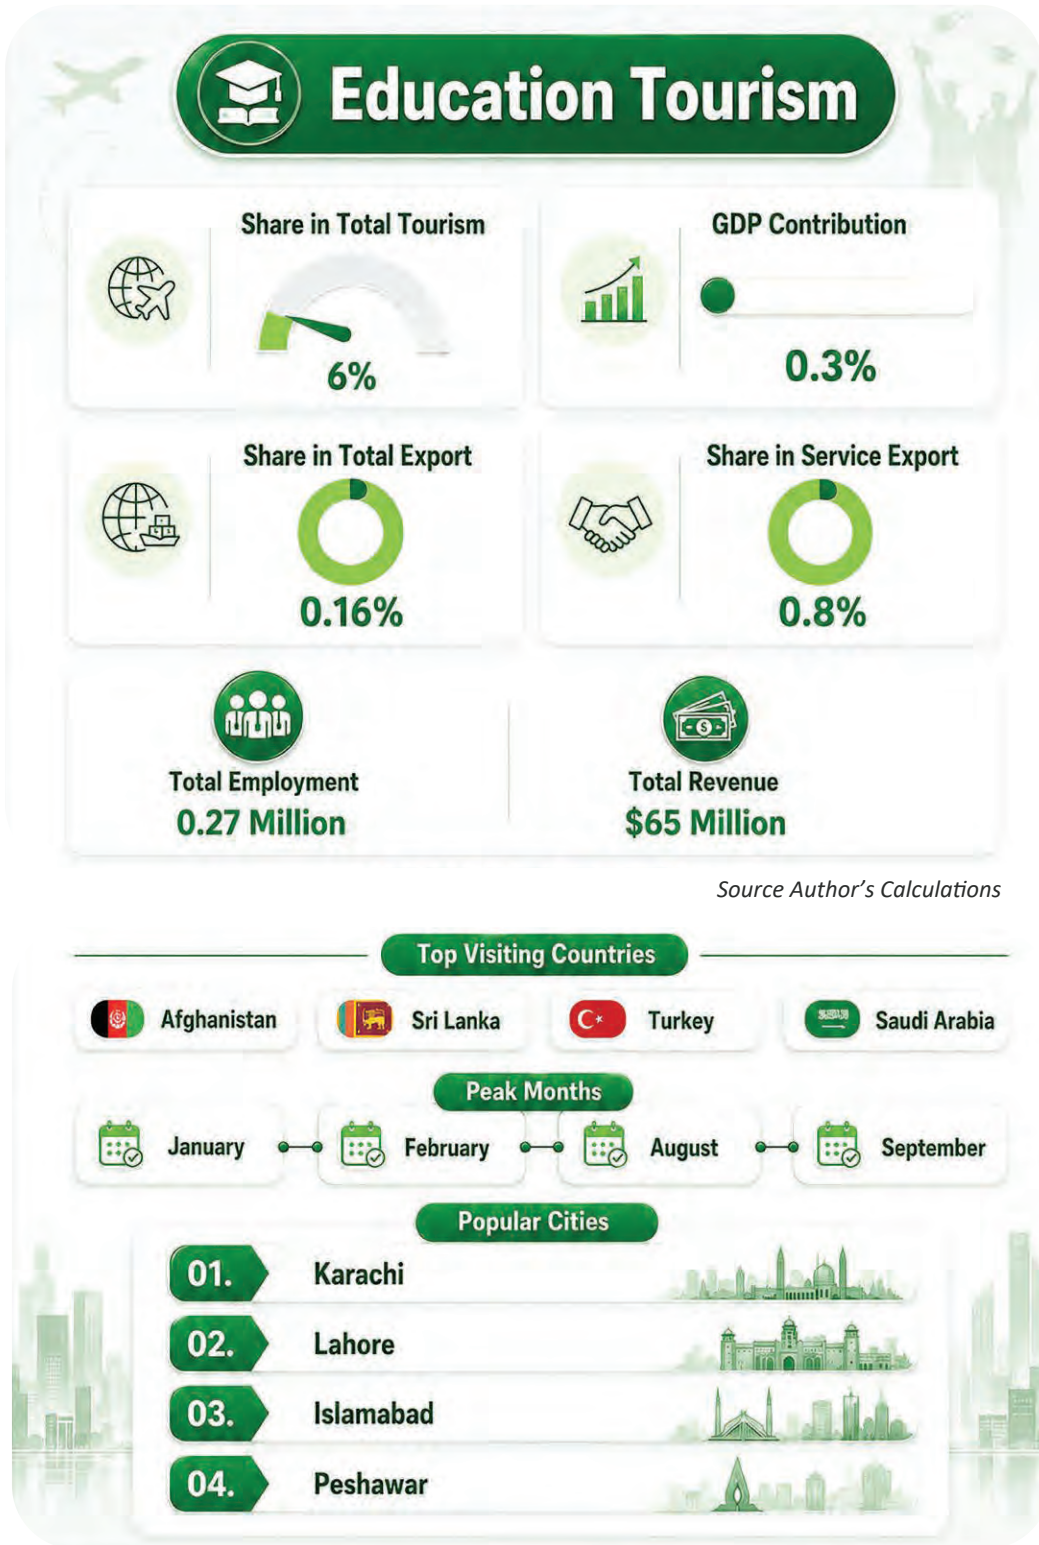 Education Tourism
Share in Total Tourism
6%
GDP Contribution
0.3%
Share in Total Export
0.16%
Share in Service Export
0.8%
Total Employment
0.27 Million
Total Revenue
$65 Million
Source Author's Calculations
Top Visiting Countries
Afghanistan
Sri Lanka
Turkey
Saudi Arabia
Peak Months
January
February
August
September
Popular Cities
01. Karachi
02. Lahore
03. Islamabad
04. Peshawar